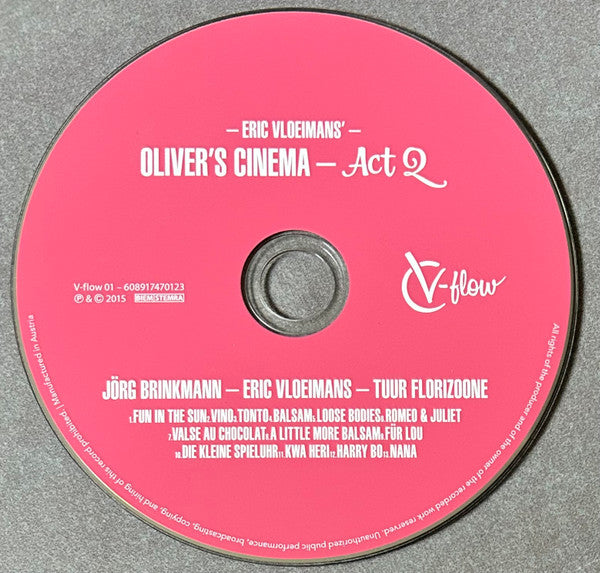 – ERIC VLOEIMANS' –
OLIVER'S CINEMA – Act 2
V-flow 01 – 608917470123
℗ & © 2015 BIEM/STEMRA
V-flow
JÖRG BRINKMANN – ERIC VLOEIMANS – TUUR FLORIZOONE
1. FUN IN THE SUN 2. VINO 3. TONTO 4. BALSAM 5. LOOSE BODIES 6. ROMEO & JULIET
7. VALSE AU CHOCOLAT 8. A LITTLE MORE BALSAM 9. FÜR LOU
10. DIE KLEINE SPIELUHR 11. KWA HERI 12. HARRY BO 13. NANA
All rights of the producer and of the owner of the recorded work reserved. Unauthorized public performance, broadcasting, copying, and hiring of this record prohibited | Manufactured in Austria